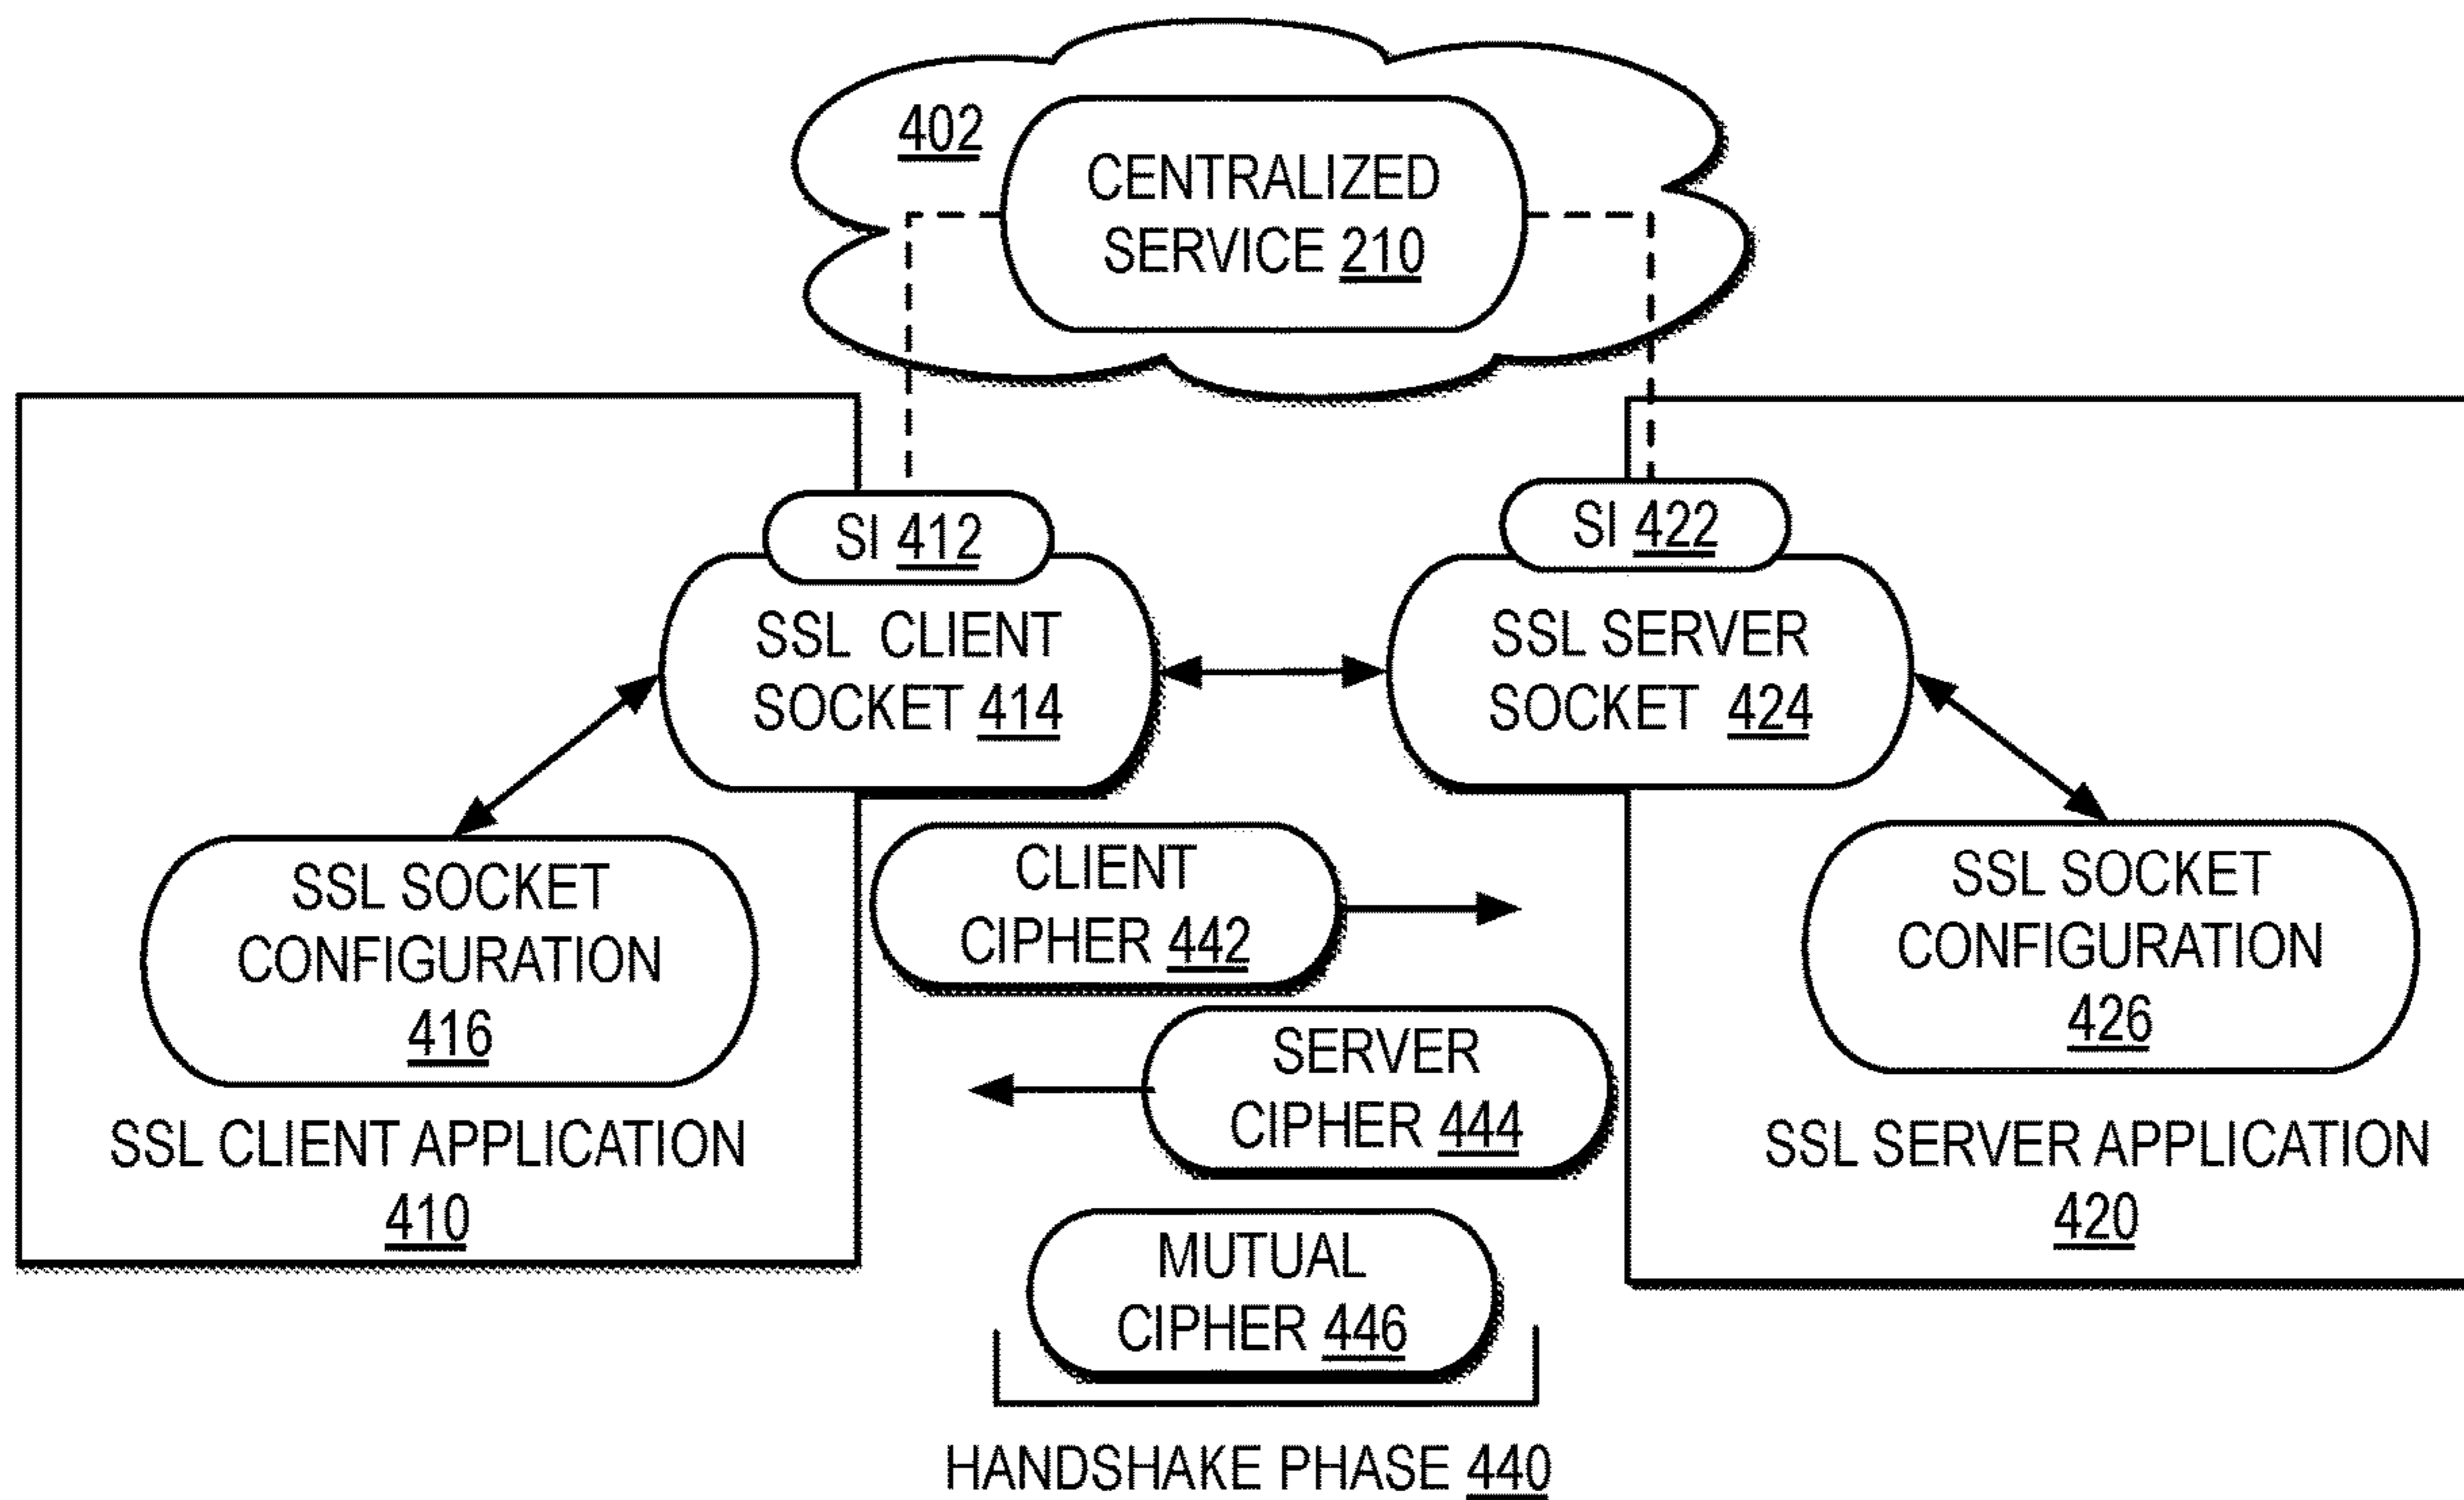 402
CENTRALIZED
SERVICE 210
SI 412
SSL CLIENT
SOCKET 414
SI 422
SSL SERVER
SOCKET 424
SSL SOCKET
CONFIGURATION
416
SSL CLIENT APPLICATION
410
CLIENT
CIPHER 442
SERVER
CIPHER 444
MUTUAL
CIPHER 446
HANDSHAKE PHASE 440
SSL SOCKET
CONFIGURATION
426
SSL SERVER APPLICATION
420